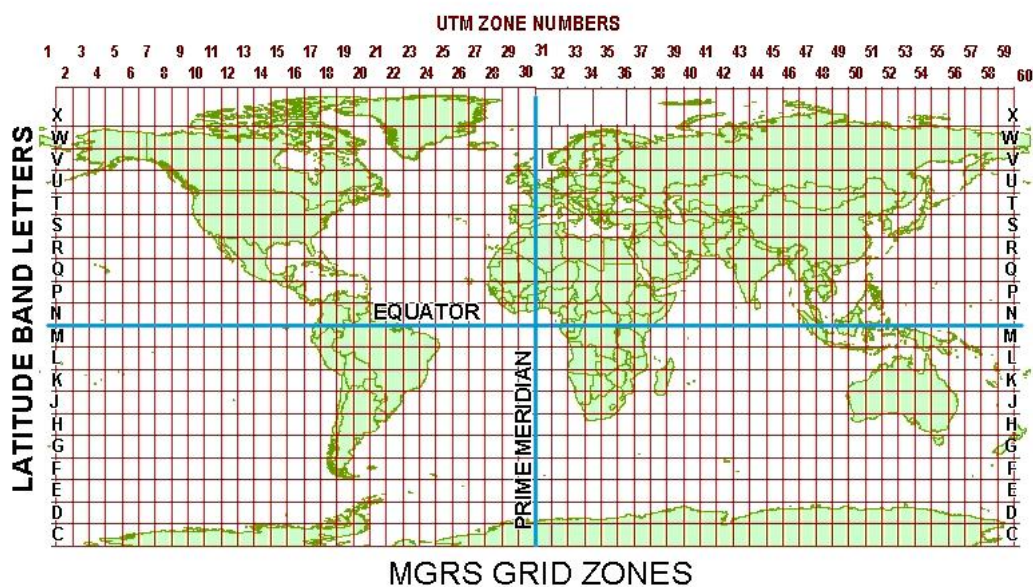 UTM ZONE NUMBERS
1 3 5 7 9 11 13 15 17 19 21 23 25 27 29 31 33 35 37 39 41 43 45 47 49 51 53 55 57 59
2 4 6 8 10 12 14 16 18 20 22 24 26 28 30 32 34 36 38 40 42 44 46 48 50 52 54 56 58 60
LATITUDE BAND LETTERS
X X
W W
V V
U U
T T
S S
R R
Q Q
P P
N EQUATOR N
M M
L L
K K
J J
H H
G G
F F
E E
D D
C C
PRIME MERIDIAN
MGRS GRID ZONES